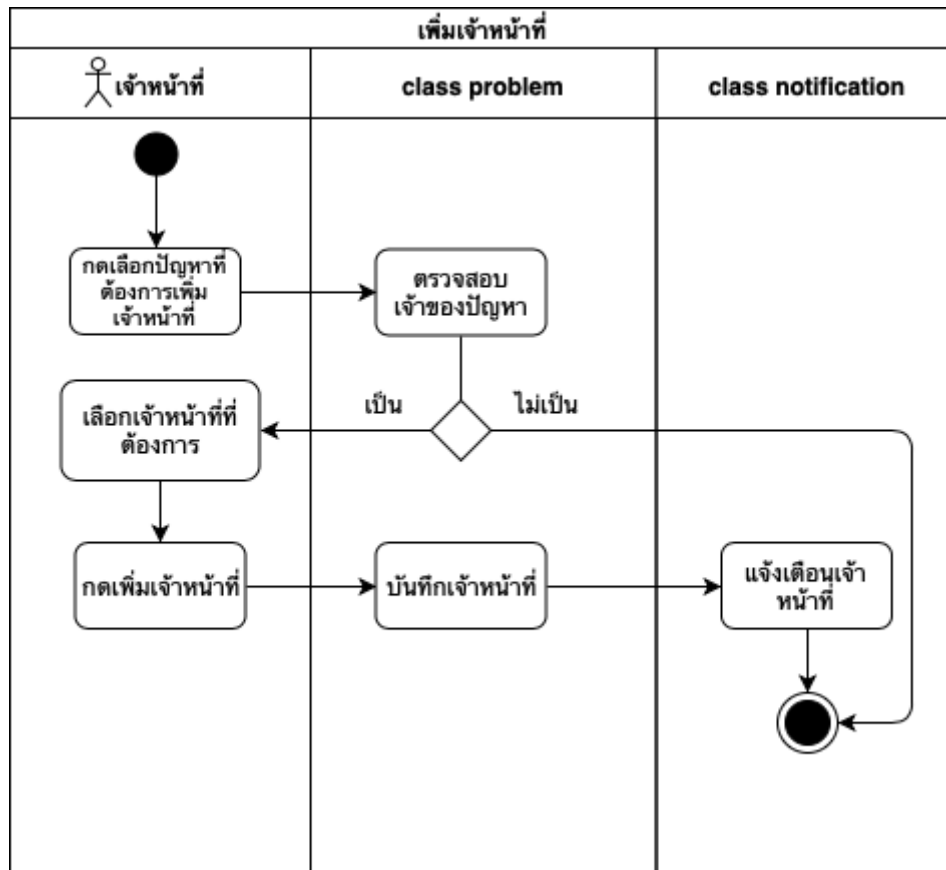 เพิ่มเจ้าหน้าที่
เจ้าหน้าที่
class problem
class notification
กดเลือกปัญหาที่
ต้องการเพิ่ม
เจ้าหน้าที่
ตรวจสอบ
เจ้าของปัญหา
เป็น
ไม่เป็น
เลือกเจ้าหน้าที่ที่
ต้องการ
กดเพิ่มเจ้าหน้าที่
บันทึกเจ้าหน้าที่
แจ้งเตือนเจ้า
หน้าที่